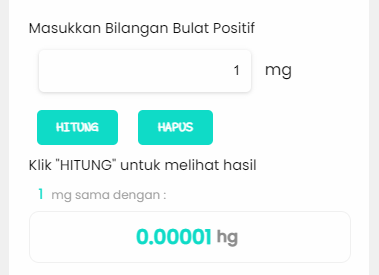 Masukkan Bilangan Bulat Positif
1 mg
HITUNG HAPUS
Klik "HITUNG" untuk melihat hasil
1 mg sama dengan :
0.00001 hg